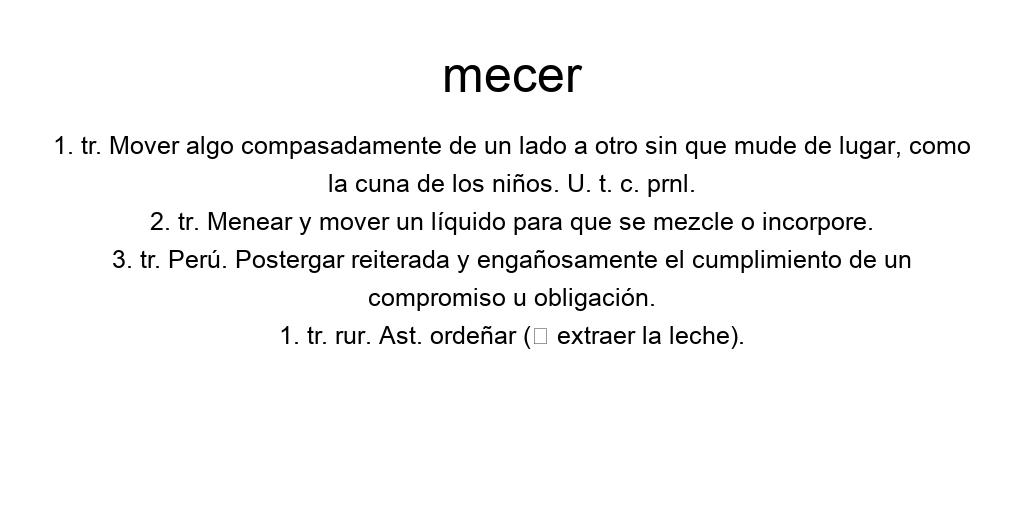 mecer
1. tr. Mover algo compasadamente de un lado a otro sin que mude de lugar, como
la cuna de los niños. U. t. c. prnl.
2. tr. Menear y mover un líquido para que se mezcle o incorpore.
3. tr. Perú. Postergar reiterada y engañosamente el cumplimiento de un
compromiso u obligación.
1. tr. rur. Ast. ordeñar (▯ extraer la leche).